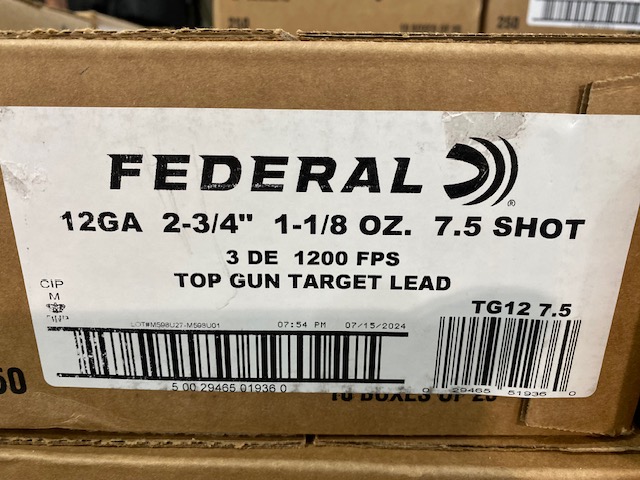 250
250
FEDERAL
®
12GA 2-3/4" 1-1/8 OZ. 7.5 SHOT
3 DE 1200 FPS
TOP GUN TARGET LEAD
CIP
M
TG12 7.5
LOT#M598U27-M598U01 07:54 PM 07/15/2024
5 00 29465 01936 0
0 29465 51936 0
50
10 BOXES OF 25